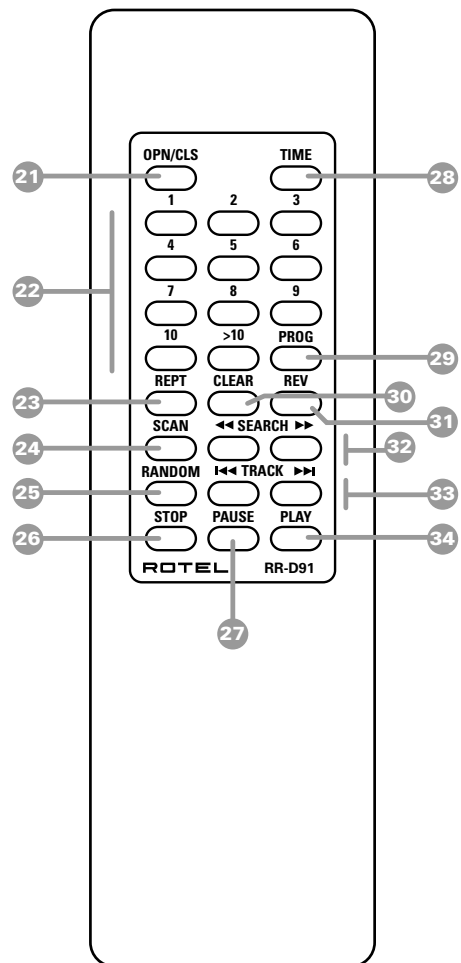 OPN/CLS TIME
21 28
1 2 3
4 5 6
22
7 8 9
10 >10 PROG
29
REPT CLEAR REV
23 30
31
SCAN ◀◀ SEARCH ▶▶
24 32
RANDOM I◀◀ TRACK ▶▶I
25 33
STOP PAUSE PLAY
26 34
ROTEL RR-D91
27